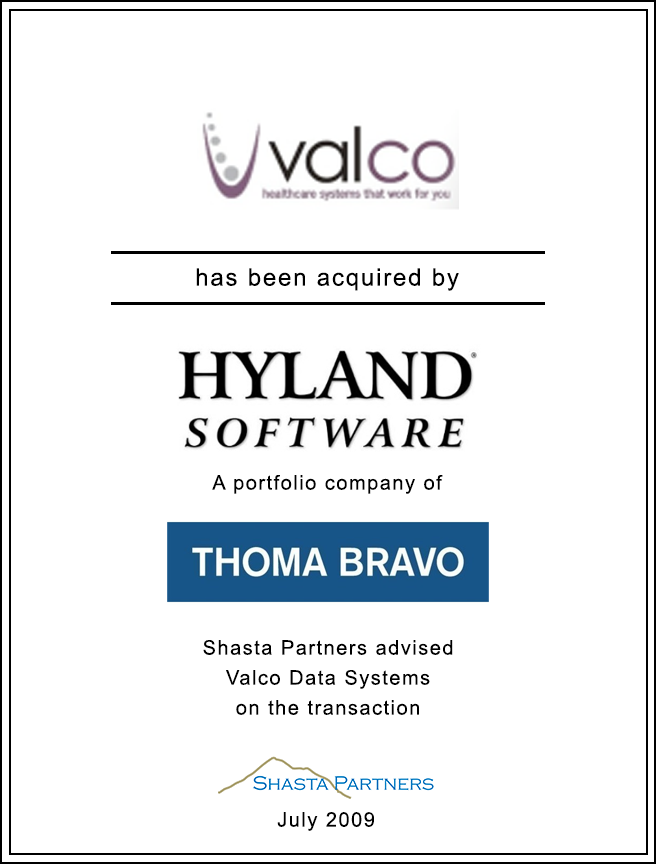 valco
healthcare systems that work for you
has been acquired by
HYLAND®
SOFTWARE
A portfolio company of
THOMA BRAVO
Shasta Partners advised
Valco Data Systems
on the transaction
SHASTA PARTNERS
July 2009